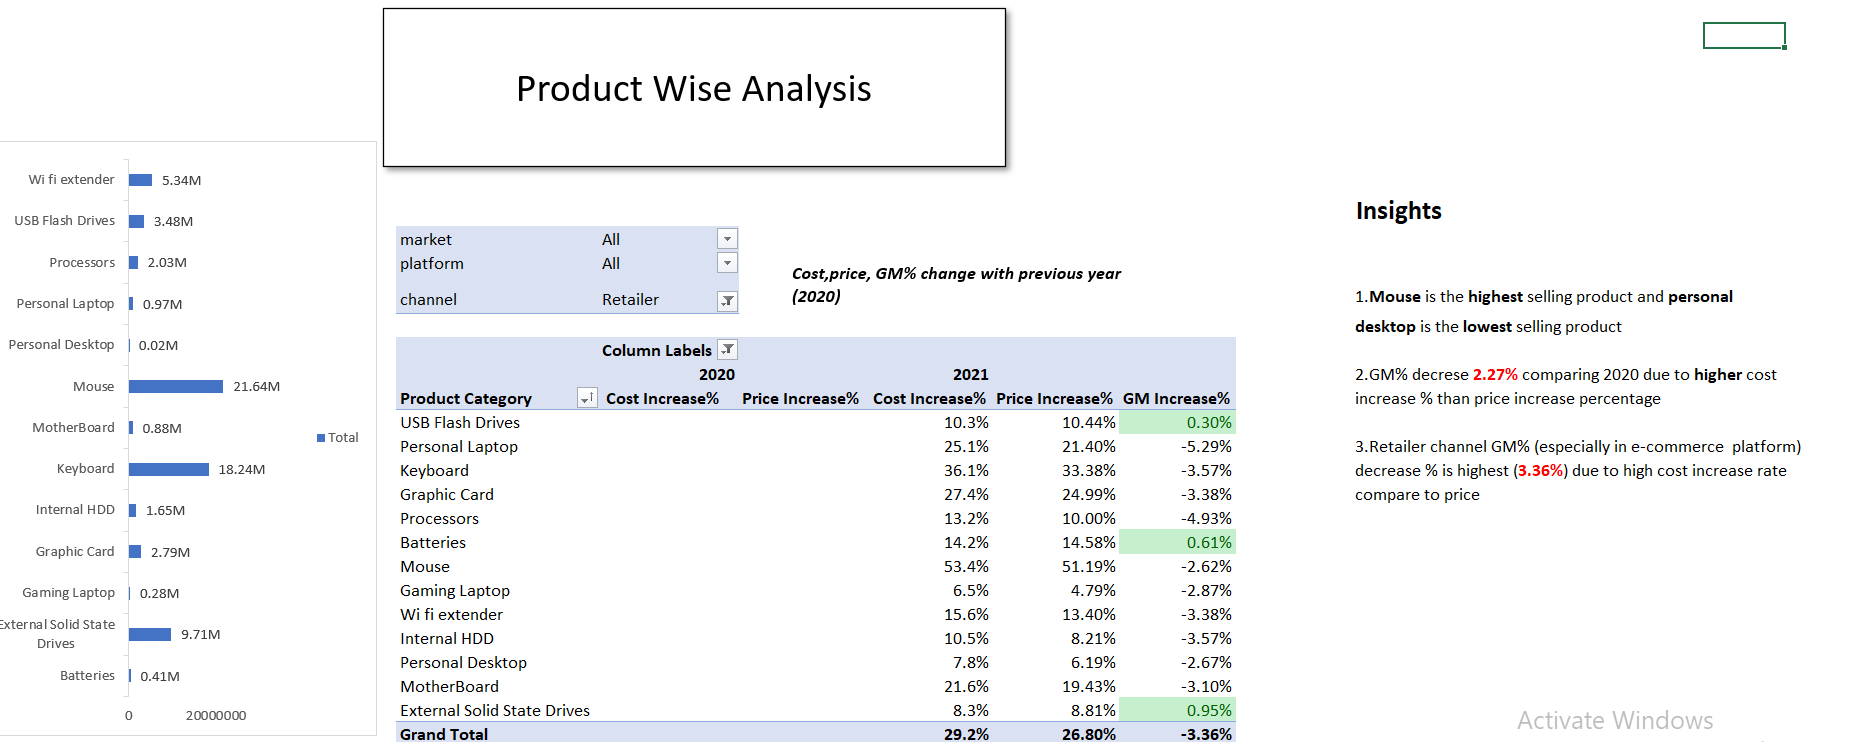 Product Wise Analysis
Wi fi extender 5.34M
USB Flash Drives 3.48M
Processors 2.03M
Personal Laptop 0.97M
Personal Desktop 0.02M
Mouse 21.64M
MotherBoard 0.88M
Total
Keyboard 18.24M
Internal HDD 1.65M
Graphic Card 2.79M
Gaming Laptop 0.28M
External Solid State
Drives 9.71M
Batteries 0.41M
0 20000000
market All
platform All
channel Retailer
Cost,price, GM% change with previous year
(2020)
Column Labels
2020 2021
Product Category Cost Increase% Price Increase% Cost Increase% Price Increase% GM Increase%
USB Flash Drives 10.3% 10.44% 0.30%
Personal Laptop 25.1% 21.40% -5.29%
Keyboard 36.1% 33.38% -3.57%
Graphic Card 27.4% 24.99% -3.38%
Processors 13.2% 10.00% -4.93%
Batteries 14.2% 14.58% 0.61%
Mouse 53.4% 51.19% -2.62%
Gaming Laptop 6.5% 4.79% -2.87%
Wi fi extender 15.6% 13.40% -3.38%
Internal HDD 10.5% 8.21% -3.57%
Personal Desktop 7.8% 6.19% -2.67%
MotherBoard 21.6% 19.43% -3.10%
External Solid State Drives 8.3% 8.81% 0.95%
Grand Total 29.2% 26.80% -3.36%
Insights
1.Mouse is the highest selling product and personal
desktop is the lowest selling product
2.GM% decrese 2.27% comparing 2020 due to higher cost
increase % than price increase percentage
3.Retailer channel GM% (especially in e-commerce platform)
decrease % is highest (3.36%) due to high cost increase rate
compare to price
Activate Windows